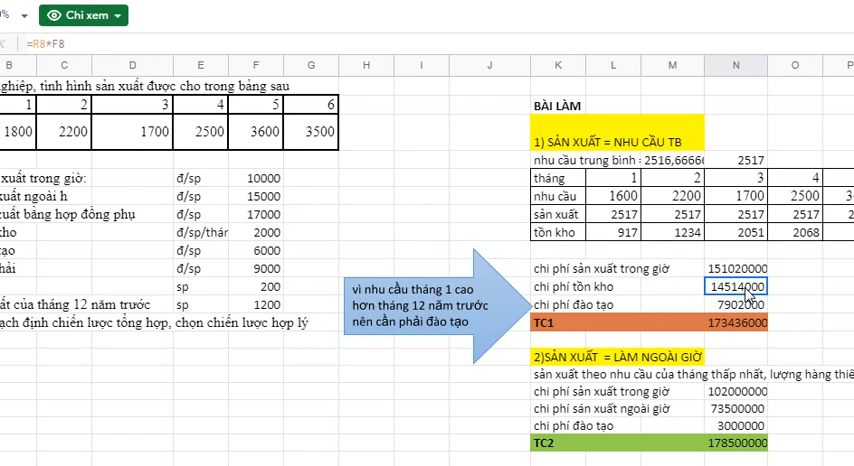 0%
Chỉ xem
=R8*F8
B C D E F G H I J K L M N O P
nghiệp, tình hình sản xuất được cho trong bảng sau
1 2 3 4 5 6
1800 2200 1700 2500 3600 3500
BÀI LÀM
1) SẢN XUẤT = NHU CẦU TB
nhu cầu trung bình = 2516,66666 2517
xuất trong giờ: đ/sp 10000
tháng 1 2 3 4
xuất ngoài h đ/sp 15000
nhu cầu 1600 2200 1700 2500
xuất bằng hợp đồng phụ đ/sp 17000
sản xuất 2517 2517 2517 2517
kho đ/sp/thár 2000
tồn kho 917 1234 2051 2068
tạo đ/sp 6000
hải đ/sp 9000
chi phí sản xuất trong giờ 151020000
sp 200
chi phí tồn kho 14514000
ất của tháng 12 năm trước sp 1200
chi phí đào tạo 7902000
ạch định chiến lược tổng hợp, chọn chiến lược hợp lý
TC1 173436000
vì nhu cầu tháng 1 cao
hơn tháng 12 năm trước
nên cần phải đào tạo
2)SẢN XUẤT = LÀM NGOÀI GIỜ
sản xuất theo nhu cầu của tháng thấp nhất, lượng hàng thiế
chi phí sản xuất trong giờ 102000000
chi phí sán xuất ngoài giờ 73500000
chi phí đào tạo 3000000
TC2 178500000